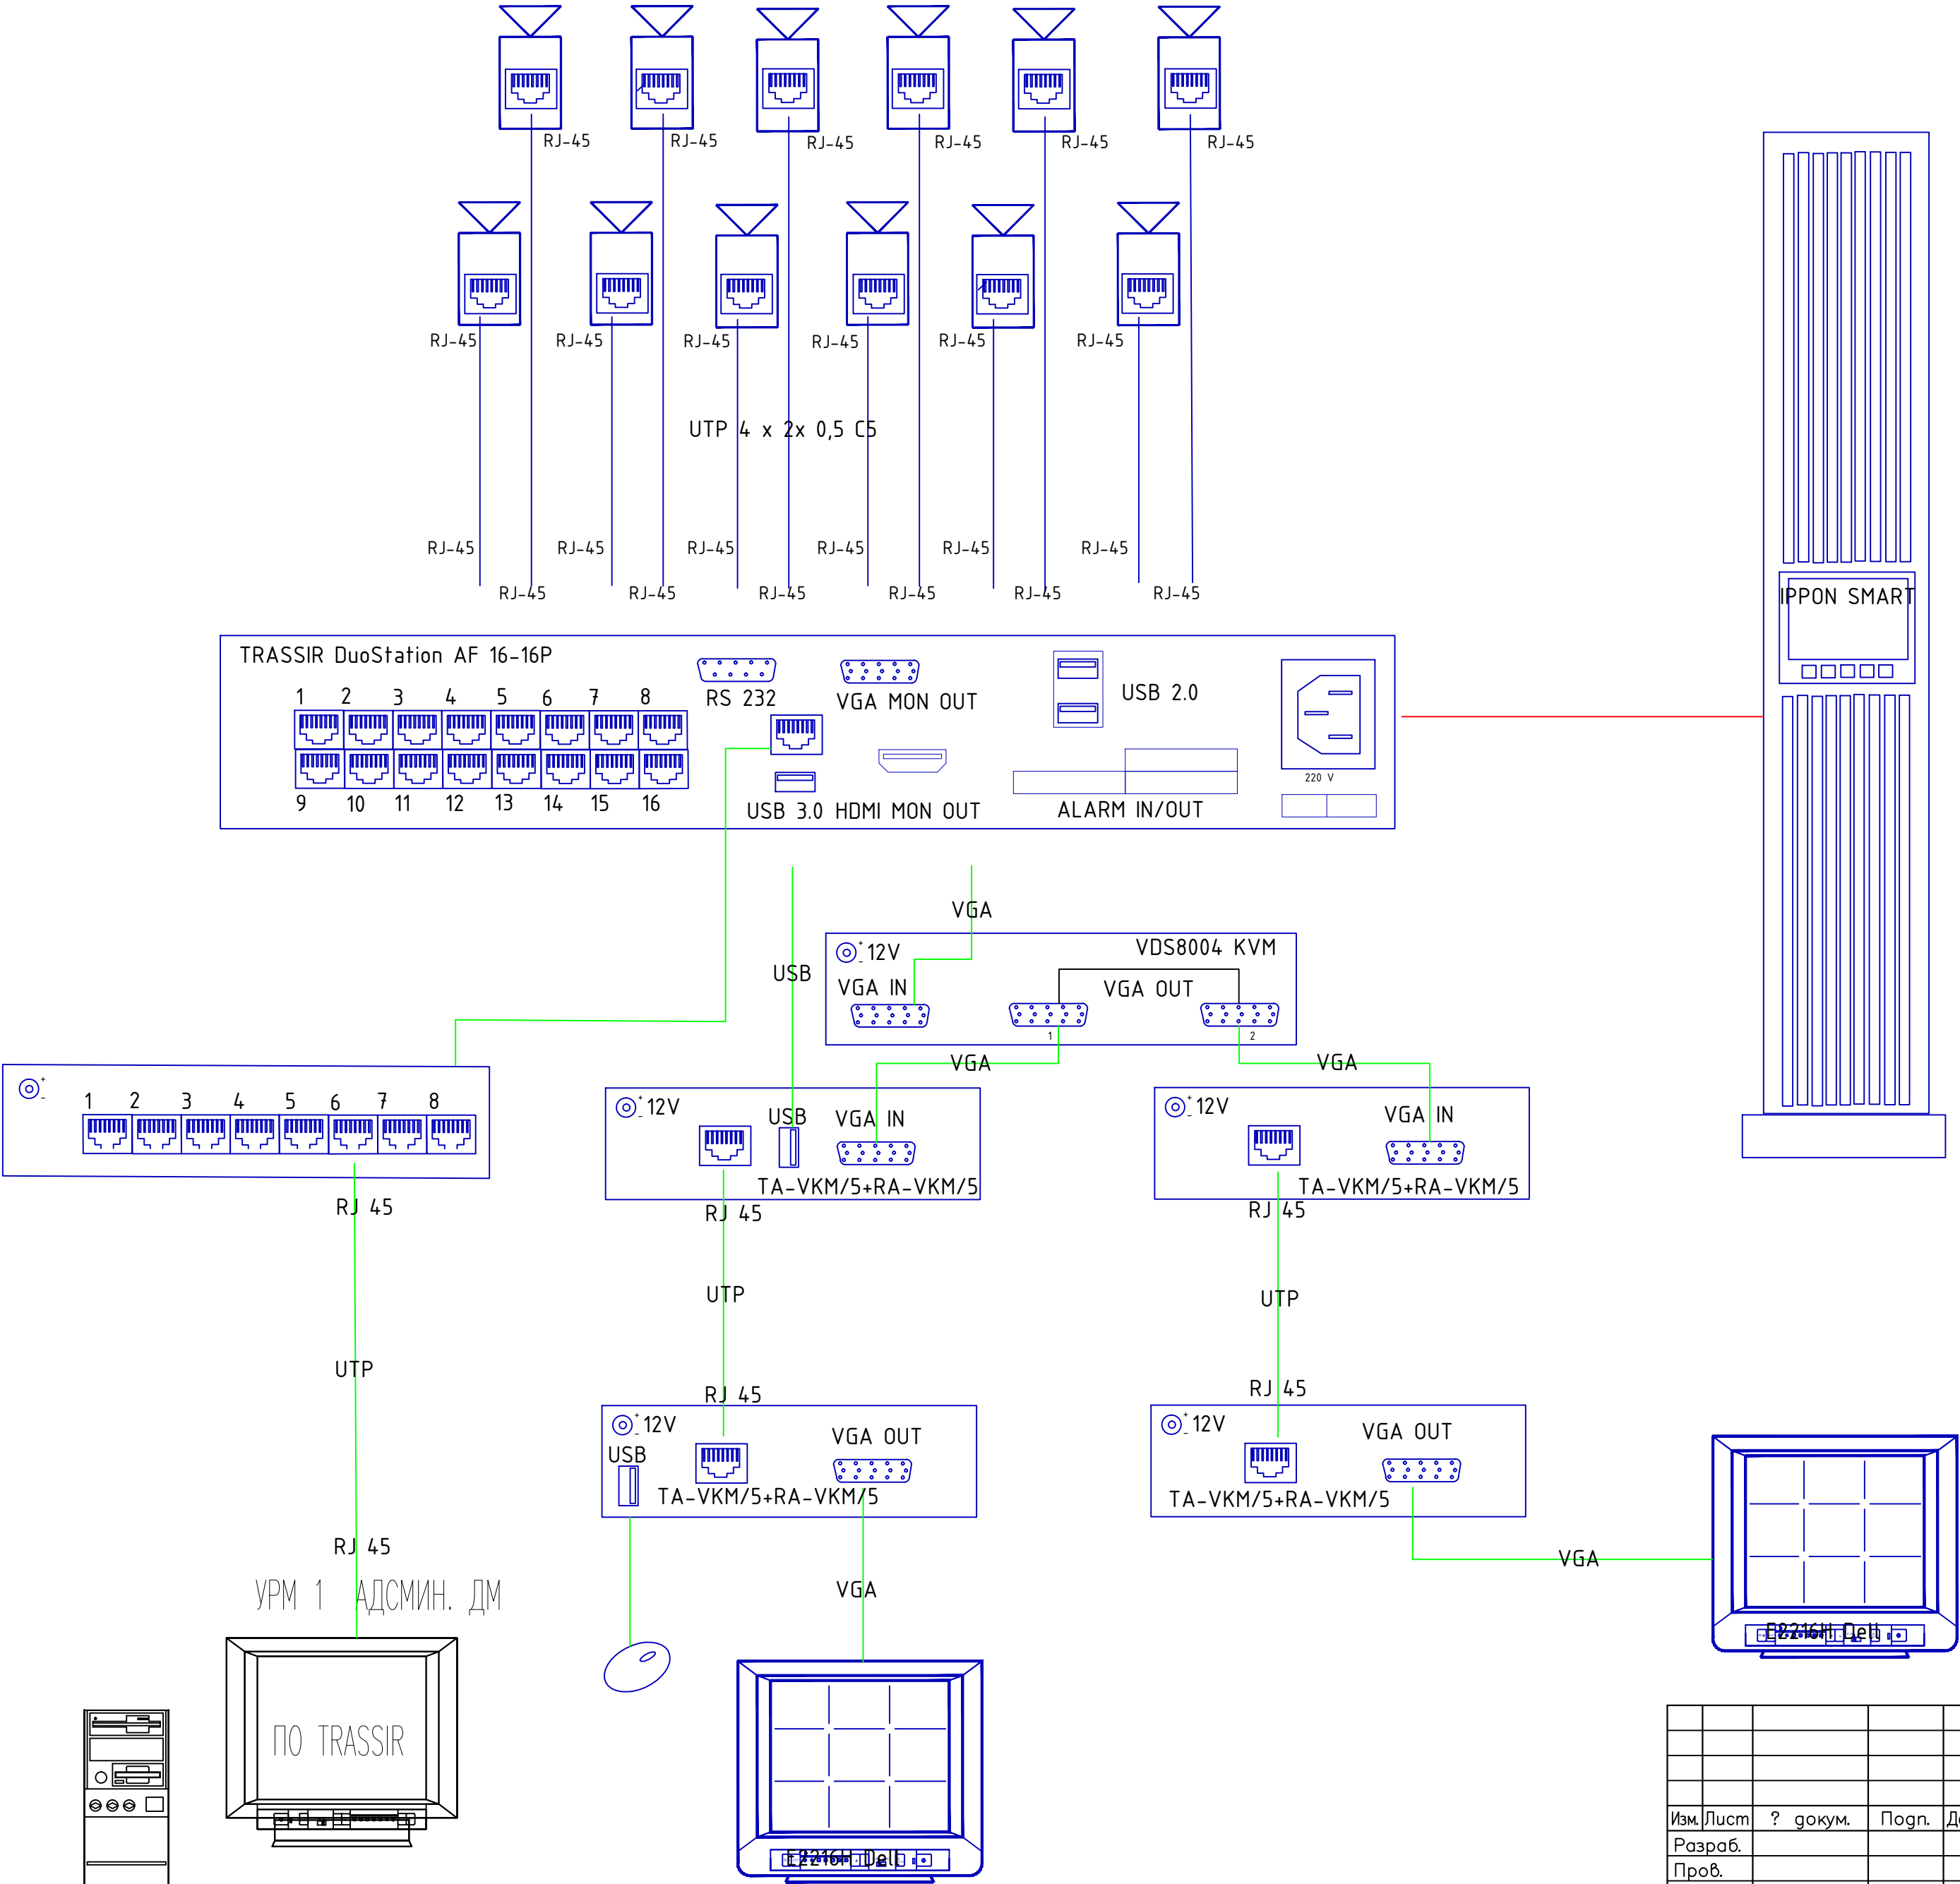 RJ-45 RJ-45 RJ-45 RJ-45 RJ-45 RJ-45
RJ-45 RJ-45 RJ-45 RJ-45 RJ-45 RJ-45
UTP 4 x 2x 0,5 C5
RJ-45 RJ-45 RJ-45 RJ-45 RJ-45 RJ-45
RJ-45 RJ-45 RJ-45 RJ-45 RJ-45 RJ-45
IPPON SMART
TRASSIR DuoStation AF 16-16P
1 2 3 4 5 6 7 8
RS 232
VGA MON OUT
USB 2.0
220 V
9 10 11 12 13 14 15 16
USB 3.0 HDMI MON OUT
ALARM IN/OUT
VGA
+
-
12V
VDS8004 KVM
USB
VGA IN
VGA OUT
1
2
VGA
VGA
+
-
1 2 3 4 5 6 7 8
+
-
12V
USB
VGA IN
TA-VKM/5+RA-VKM/5
+
-
12V
VGA IN
TA-VKM/5+RA-VKM/5
RJ 45
RJ 45
RJ 45
UTP
UTP
UTP
RJ 45
RJ 45
+
-
12V
USB
VGA OUT
TA-VKM/5+RA-VKM/5
+
-
12V
VGA OUT
TA-VKM/5+RA-VKM/5
RJ 45
VGA
VGA
УРМ 1 АДСМИН. ДМ
E2216H Dell
ПО TRASSIR
E2216H Dell
Изм. Лист ? докум. Подп.
Разраб.
Пров.